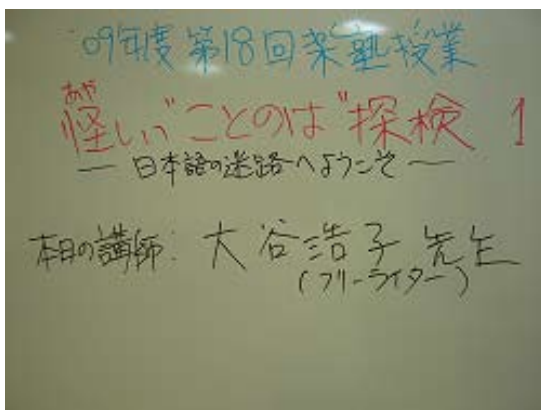 '09年度 第18回 楽塾授業
あや
怪しい"ことのは"探検 1
― 日本語の迷路へようこそ ―
本日の講師: 大谷浩子 先生
(フリーライター)